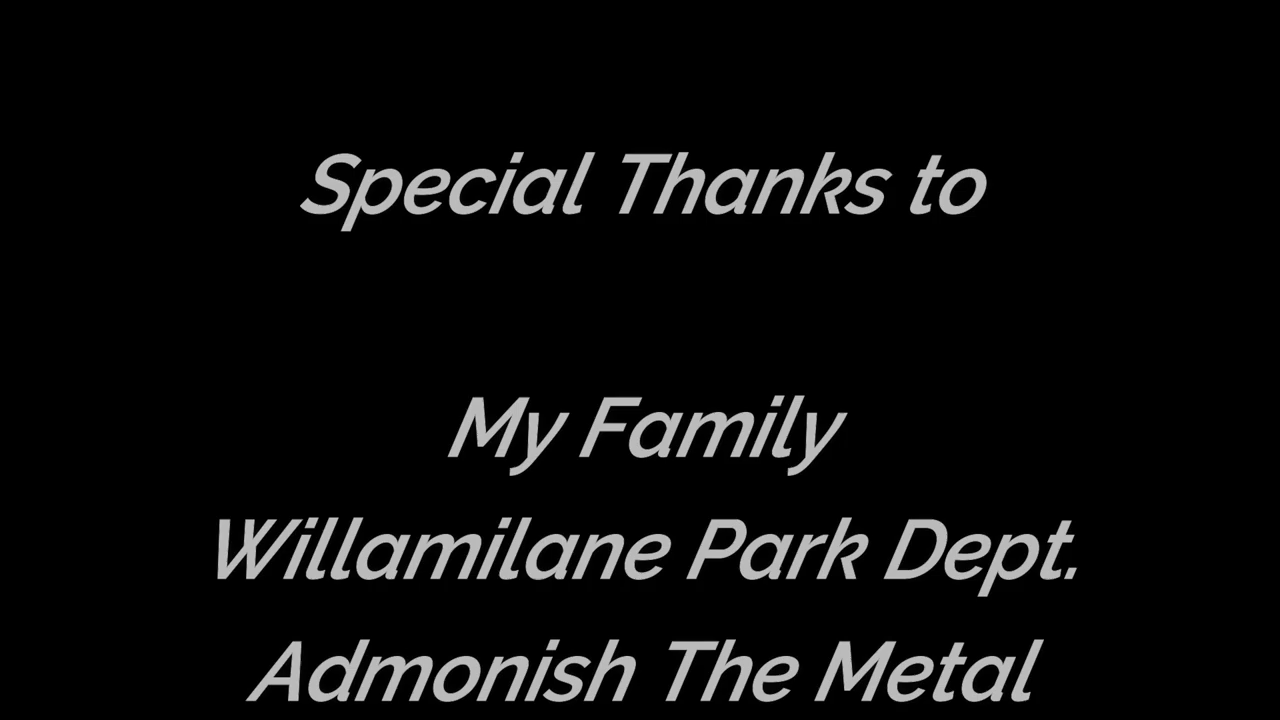 Special Thanks to
My Family
Willamilane Park Dept.
Admonish The Metal